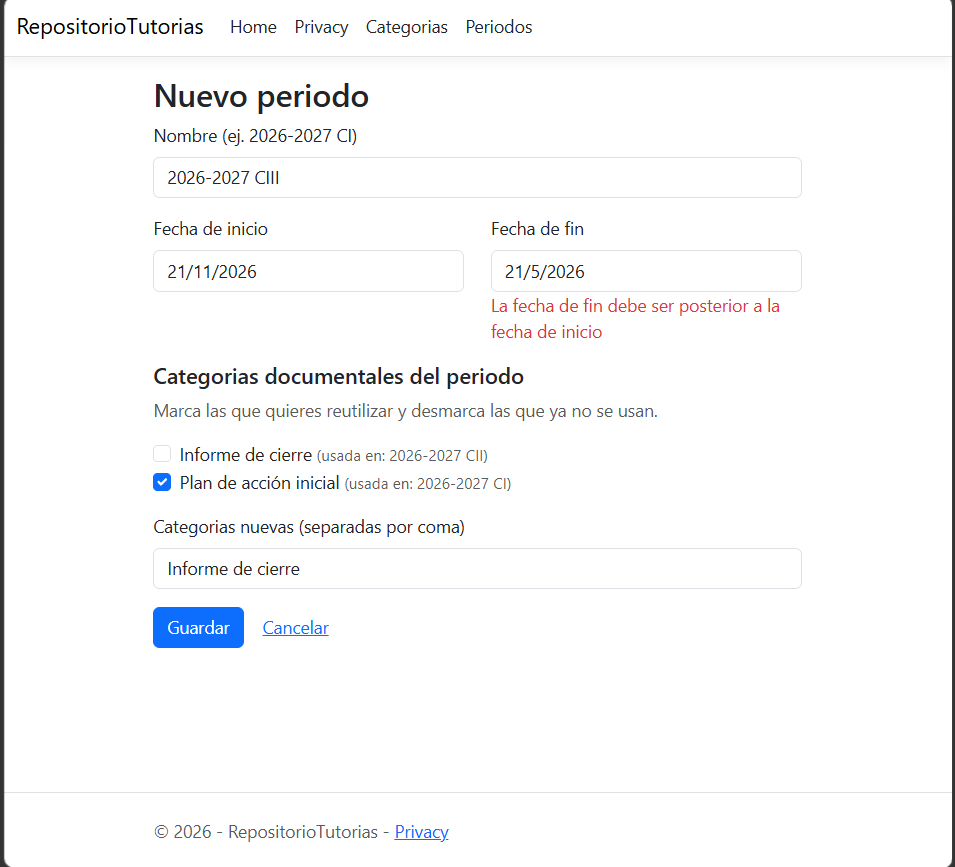 RepositorioTutorias Home Privacy Categorias Periodos
Nuevo periodo
Nombre (ej. 2026-2027 CI)
2026-2027 CIII
Fecha de inicio Fecha de fin
21/11/2026 21/5/2026
La fecha de fin debe ser posterior a la
fecha de inicio
Categorias documentales del periodo
Marca las que quieres reutilizar y desmarca las que ya no se usan.
Informe de cierre (usada en: 2026-2027 CII)
Plan de acción inicial (usada en: 2026-2027 CI)
Categorias nuevas (separadas por coma)
Informe de cierre
Guardar Cancelar
© 2026 - RepositorioTutorias - Privacy